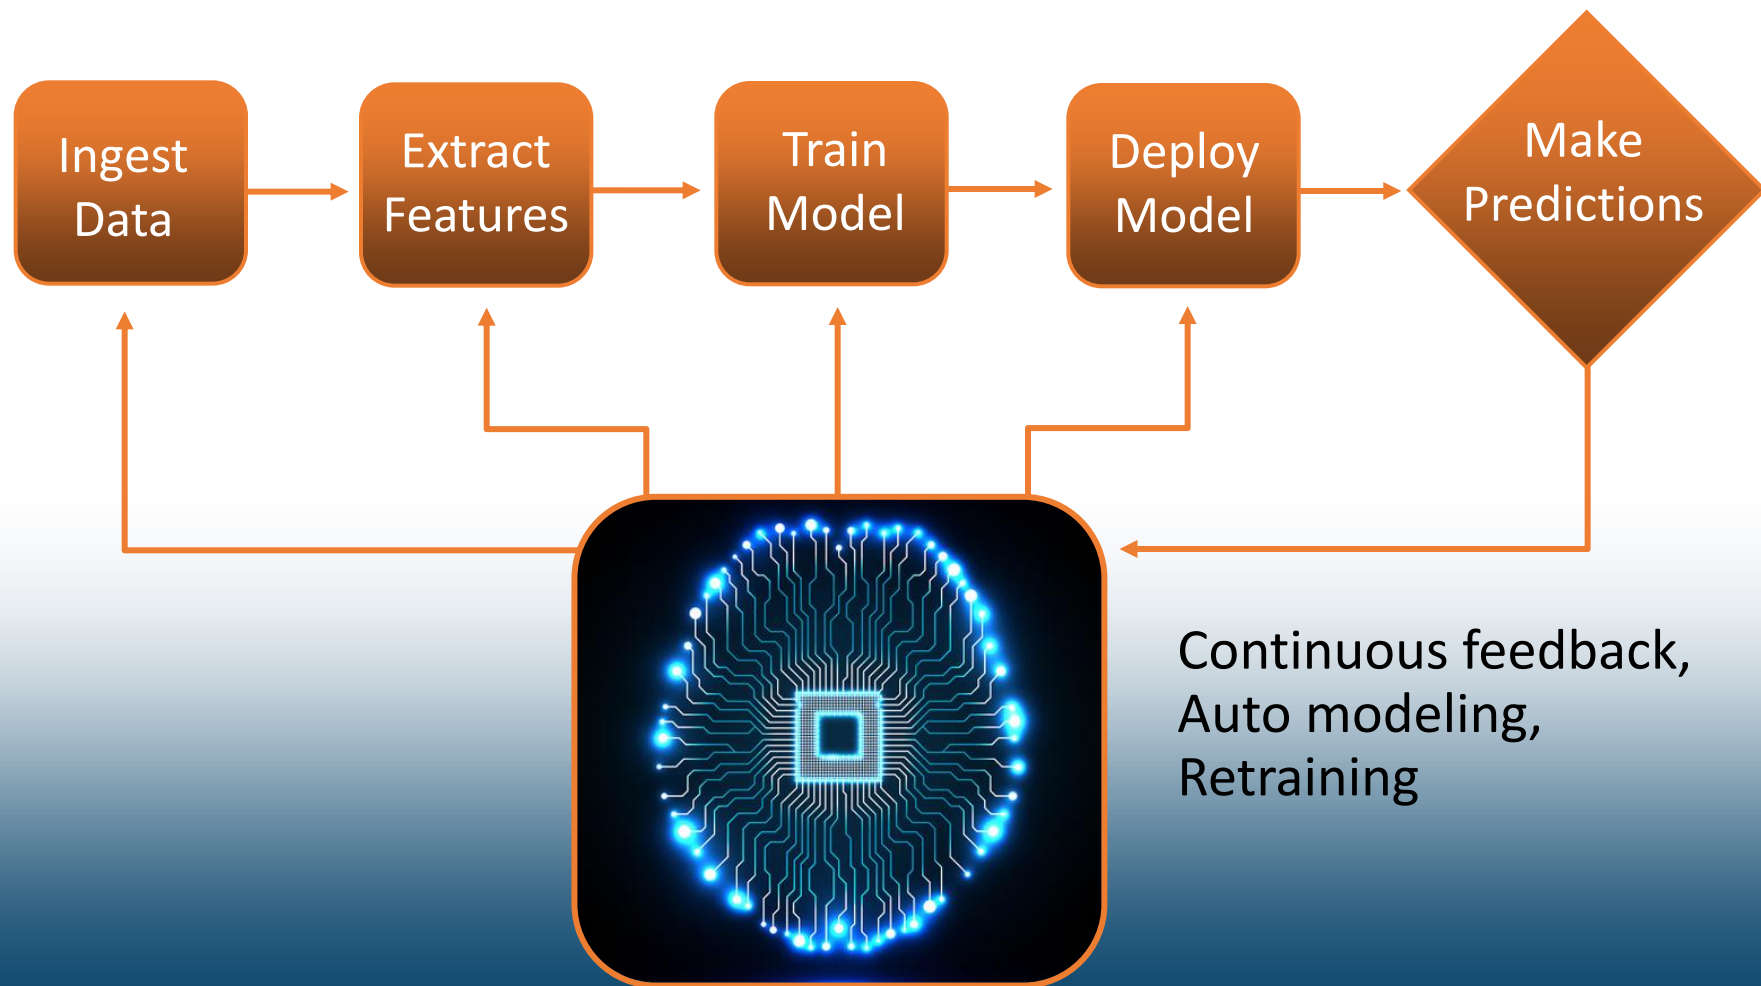 Ingest
Data
Extract
Features
Train
Model
Deploy
Model
Make
Predictions
Continuous feedback,
Auto modeling,
Retraining